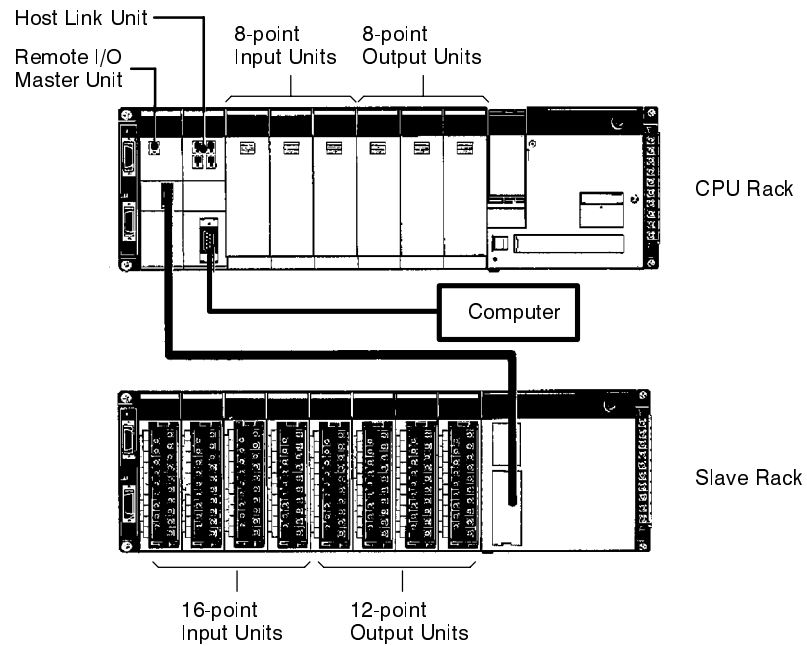 Host Link Unit
Remote I/O
Master Unit
8-point
Input Units
8-point
Output Units
CPU Rack
Computer
Slave Rack
16-point
Input Units
12-point
Output Units